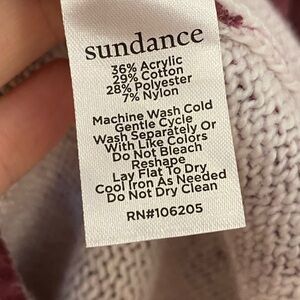 sundance
36% Acrylic
29% Cotton
28% Polyester
7% Nylon
Machine Wash Cold
Gentle Cycle
Wash Separately Or
With Like Colors
Do Not Bleach
Reshape
Lay Flat To Dry
Cool Iron As Needed
Do Not Dry Clean
RN#106205